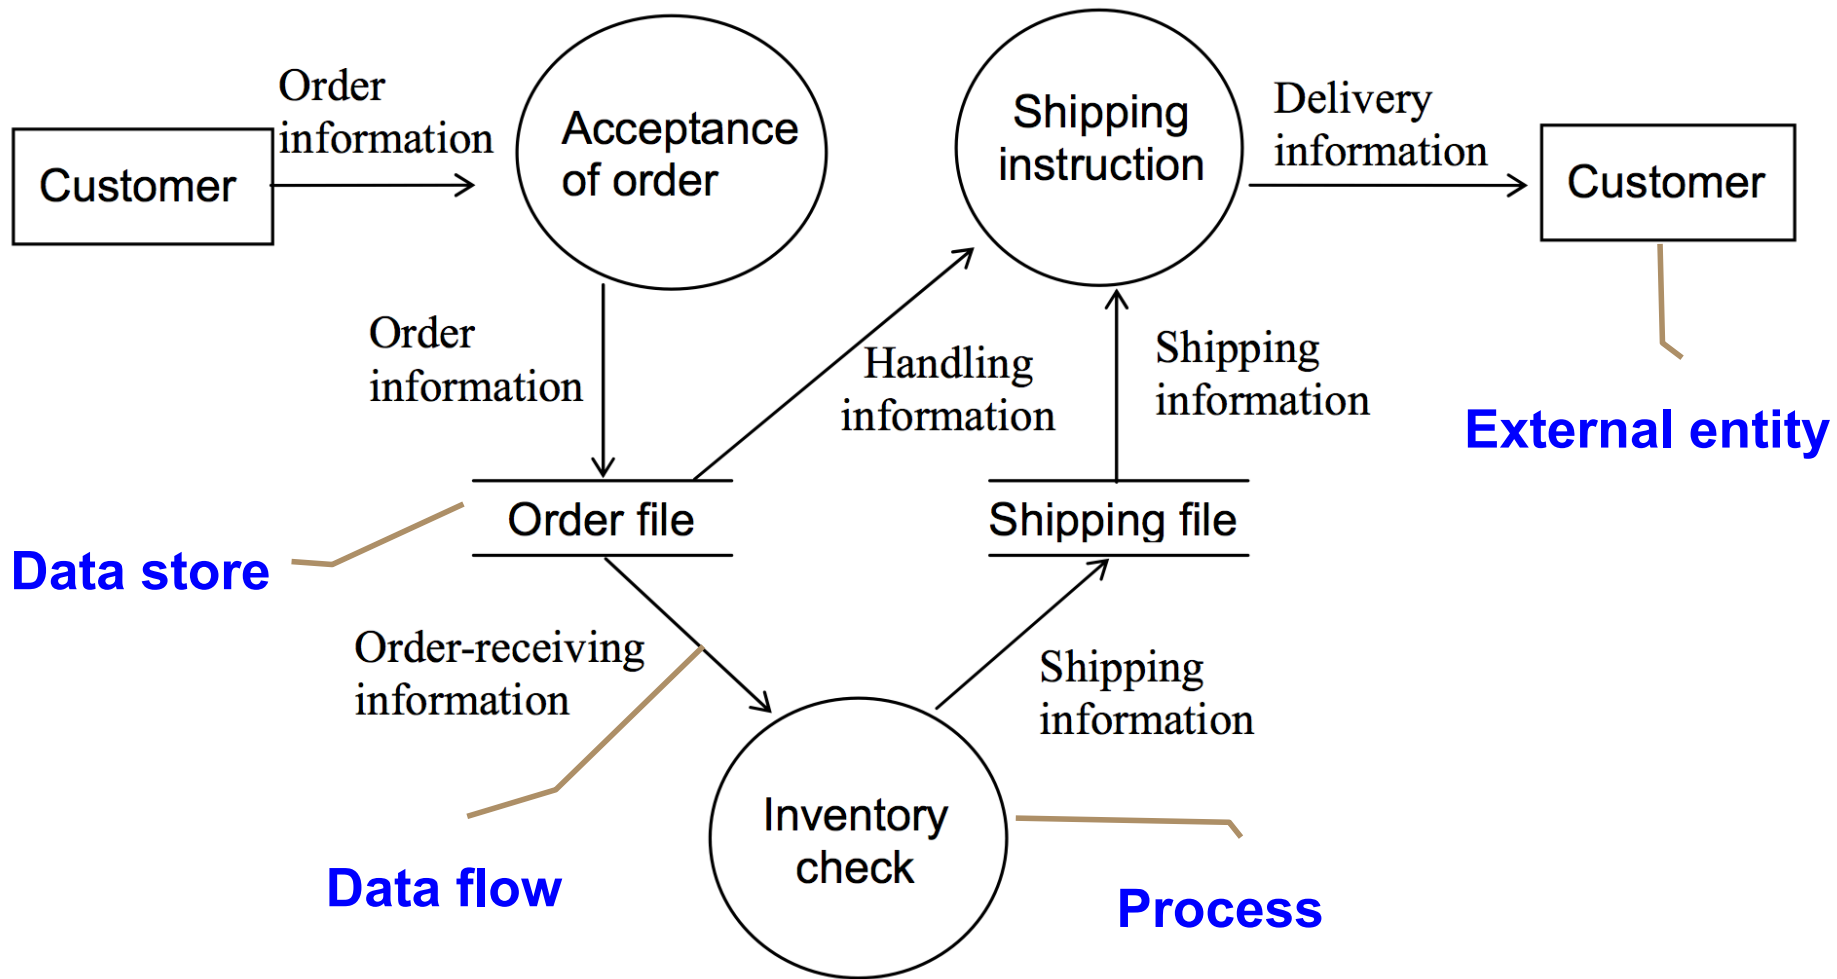 Order
information
Customer
Acceptance
of order
Shipping
instruction
Delivery
information
Customer
Order
information
Handling
information
Shipping
information
External entity
Order file
Shipping file
Data store
Order-receiving
information
Shipping
information
Inventory
check
Data flow
Process